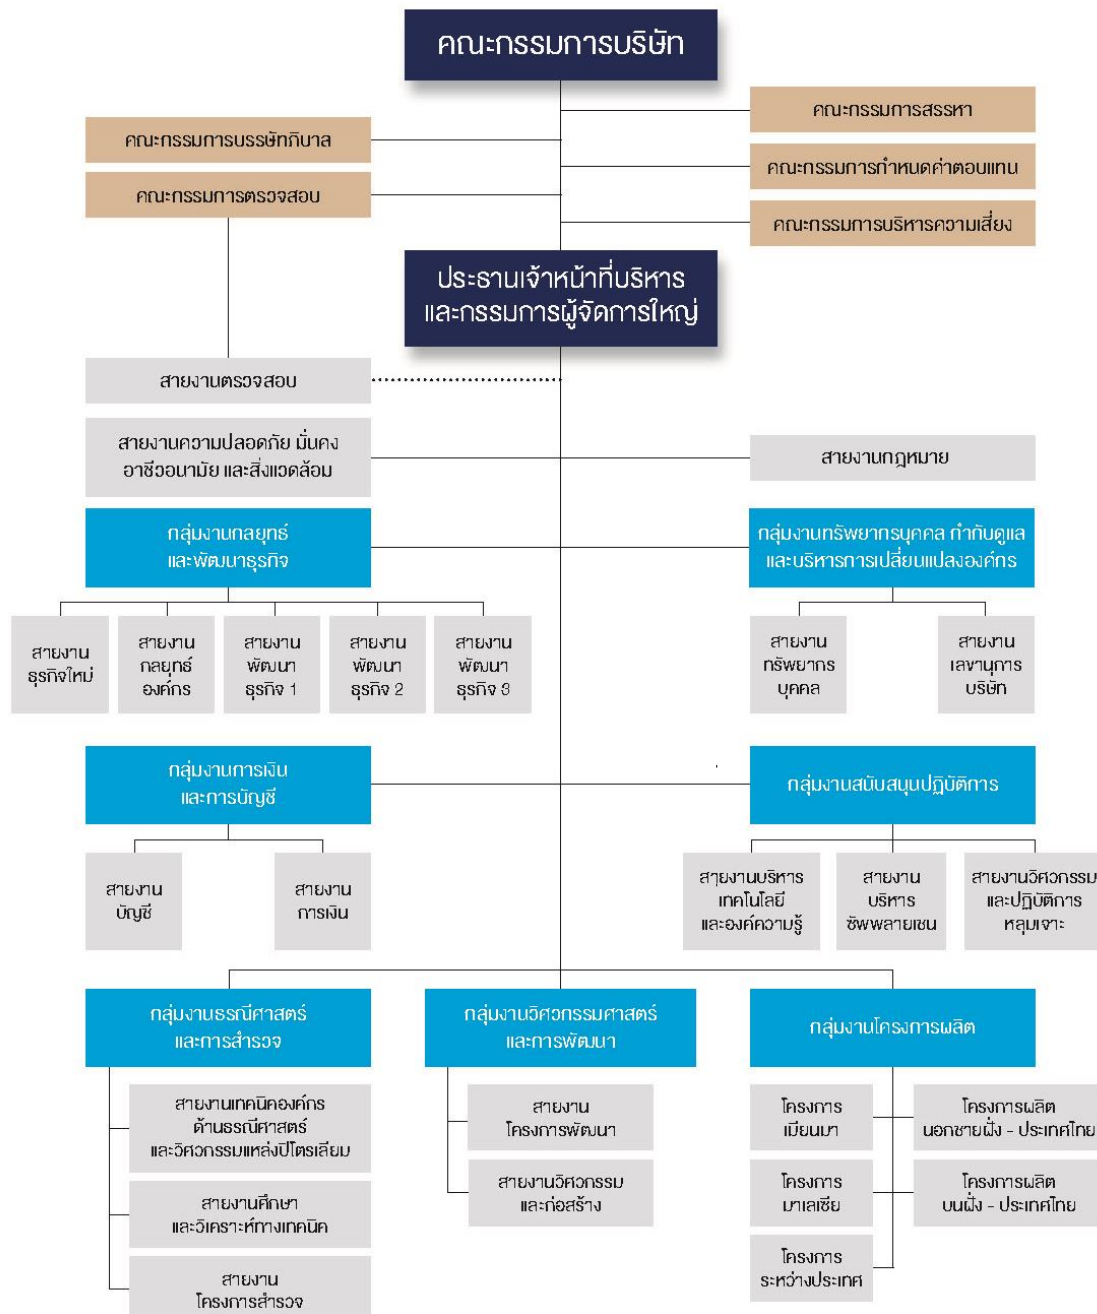 คณะกรรมการบริษัท
คณะกรรมการสรรหา
คณะกรรมการบรรษัทภิบาล
คณะกรรมการกำหนดค่าตอบแทน
คณะกรรมการตรวจสอบ
คณะกรรมการบริหารความเสี่ยง
ประธานเจ้าหน้าที่บริหาร
และกรรมการผู้จัดการใหญ่
สายงานตรวจสอบ
สายงานความปลอดภัย มั่นคง
อาชีวอนามัย และสิ่งแวดล้อม
สายงานกฎหมาย
กลุ่มงานกลยุทธ์
และพัฒนาธุรกิจ
กลุ่มงานทรัพยากรบุคคล กำกับดูแล
และบริหารการเปลี่ยนแปลงองค์กร
สายงาน
ธุรกิจใหม่
สายงาน
กลยุทธ์
องค์กร
สายงาน
พัฒนา
ธุรกิจ 1
สายงาน
พัฒนา
ธุรกิจ 2
สายงาน
พัฒนา
ธุรกิจ 3
สายงาน
ทรัพยากร
บุคคล
สายงาน
เลขานุการ
บริษัท
กลุ่มงานการเงิน
และการบัญชี
กลุ่มงานสนับสนุนปฏิบัติการ
สายงาน
บัญชี
สายงาน
การเงิน
สายงานบริหาร
เทคโนโลยี
และองค์ความรู้
สายงาน
บริหาร
ซัพพลายเชน
สายงานวิศวกรรม
และปฏิบัติการ
หลุมเจาะ
กลุ่มงานธรณีศาสตร์
และการสำรวจ
กลุ่มงานวิศวกรรมศาสตร์
และการพัฒนา
กลุ่มงานโครงการผลิต
สายงานเทคนิคองค์กร
ด้านธรณีศาสตร์
และวิศวกรรมแหล่งปิโตรเลียม
สายงานศึกษา
และวิเคราะห์ทางเทคนิค
สายงาน
โครงการสำรวจ
สายงาน
โครงการพัฒนา
สายงานวิศวกรรม
และก่อสร้าง
โครงการ
เมียนมา
โครงการผลิต
นอกชายฝั่ง - ประเทศไทย
โครงการ
มาเลเซีย
โครงการผลิต
บนฝั่ง - ประเทศไทย
โครงการ
ระหว่างประเทศ